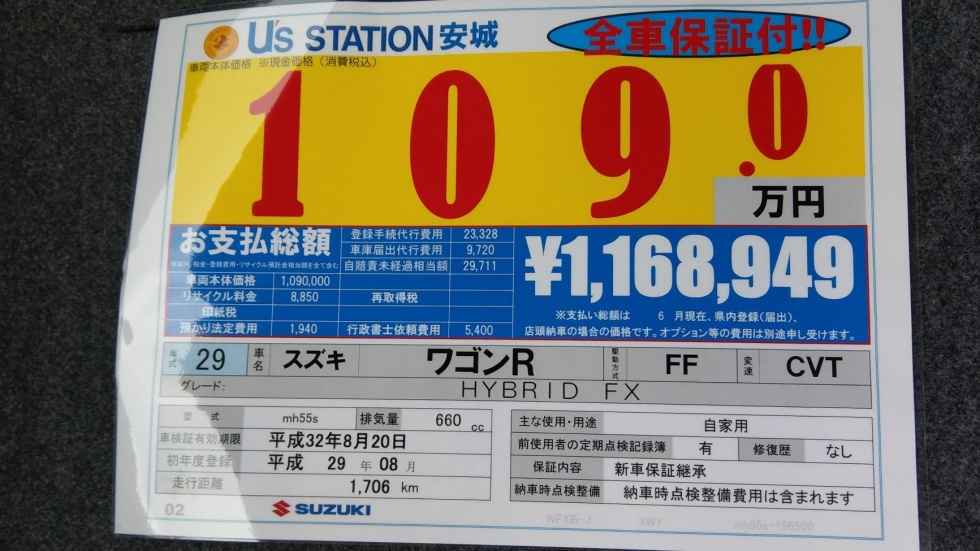 U's STATION 安城 全車保証付!!
車両本体価格 ※現金価格（消費税込）
109.0
万円
お支払総額 登録手続代行費用 23,328
車庫届出代行費用 9,720
自賠責未経過相当額 29,711
¥1,168,949
車両本体価格 1,090,000
リサイクル料金 8,850 再取得税
印紙税
預かり法定費用 1,940 行政書士依頼費用 5,400
※支払い総額は 6 月現在、県内登録(届出)、
店頭納車の場合の価格です。オプション等の費用は別途申し受けます。
年式 29 車名 スズキ ワゴンR 駆動方式 FF 変速 CVT
グレード: HYBRID FX
型式 mh55s 排気量 660 cc
車検証有効期限 平成32年8月20日
初年度登録 平成 29 年 08 月
走行距離 1,706 km
主な使用・用途 自家用
前使用者の定期点検記録簿 有 修復歴 なし
保証内容 新車保証継承
納車時点検整備 納車時点検整備費用は含まれます
02 SUZUKI WFXB-J XWY mh55s-156500